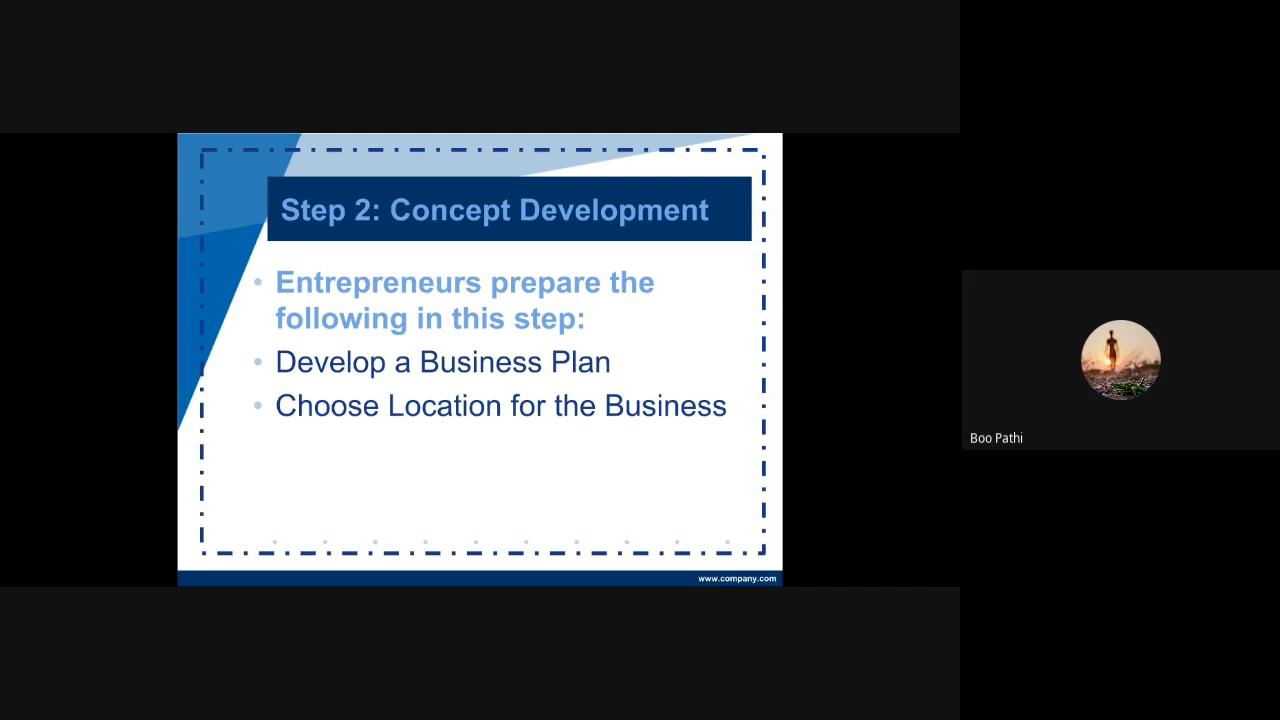 Step 2: Concept Development
Entrepreneurs prepare the
following in this step:
Develop a Business Plan
Choose Location for the Business
www.company.com
Boo Pathi